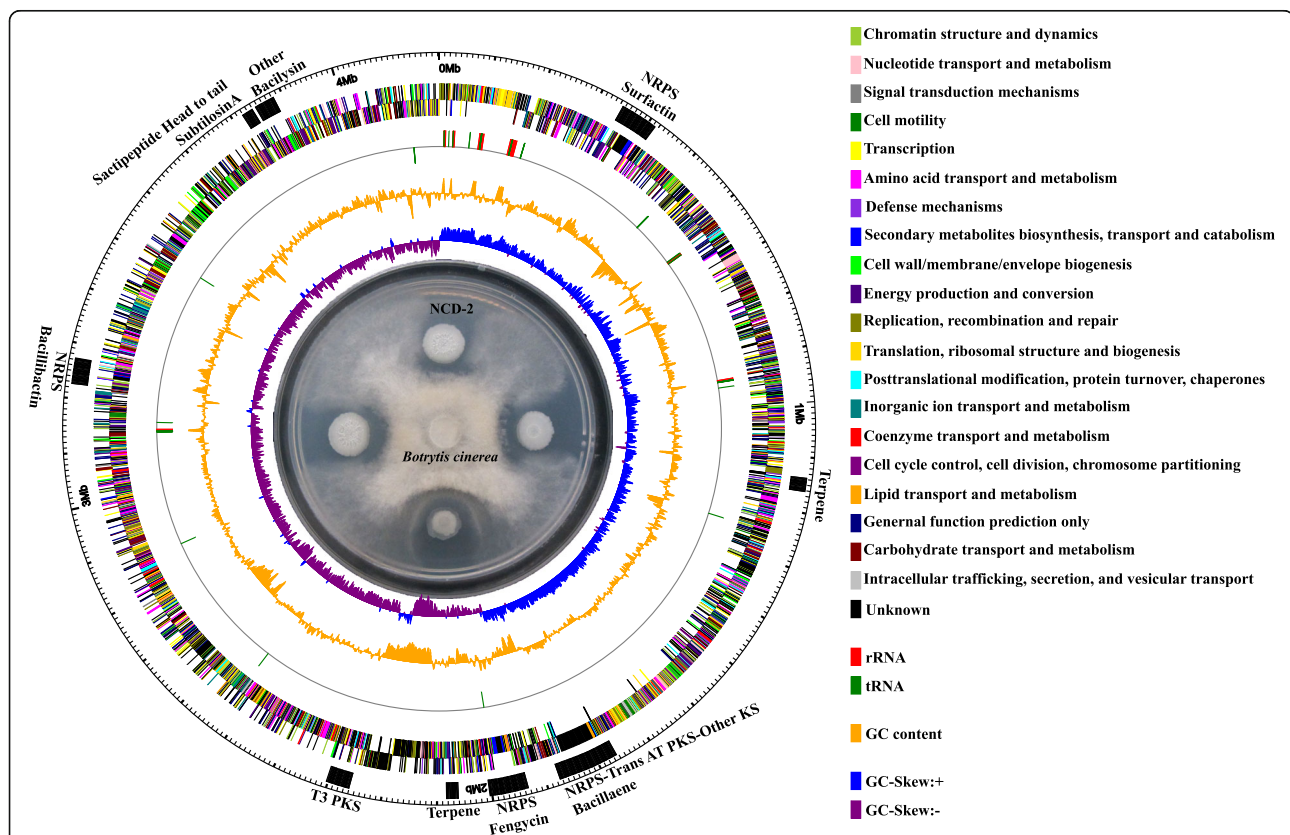 0Mb
NRPS
Surfactin
1Mb
Terpene
NRPS-Trans AT PKS-Other KS
Bacillaene
NRPS
Fengycin
2Mb
Terpene
T3 PKS
3Mb
NRPS
Bacillibactin
Sactipeptide Head to tail
SubtilosinA
Other
Bacilysin
4Mb
NCD-2
Botrytis cinerea
Chromatin structure and dynamics
Nucleotide transport and metabolism
Signal transduction mechanisms
Cell motility
Transcription
Amino acid transport and metabolism
Defense mechanisms
Secondary metabolites biosynthesis, transport and catabolism
Cell wall/membrane/envelope biogenesis
Energy production and conversion
Replication, recombination and repair
Translation, ribosomal structure and biogenesis
Posttranslational modification, protein turnover, chaperones
Inorganic ion transport and metabolism
Coenzyme transport and metabolism
Cell cycle control, cell division, chromosome partitioning
Lipid transport and metabolism
Genernal function prediction only
Carbohydrate transport and metabolism
Intracellular trafficking, secretion, and vesicular transport
Unknown
rRNA
tRNA
GC content
GC-Skew:+
GC-Skew:-